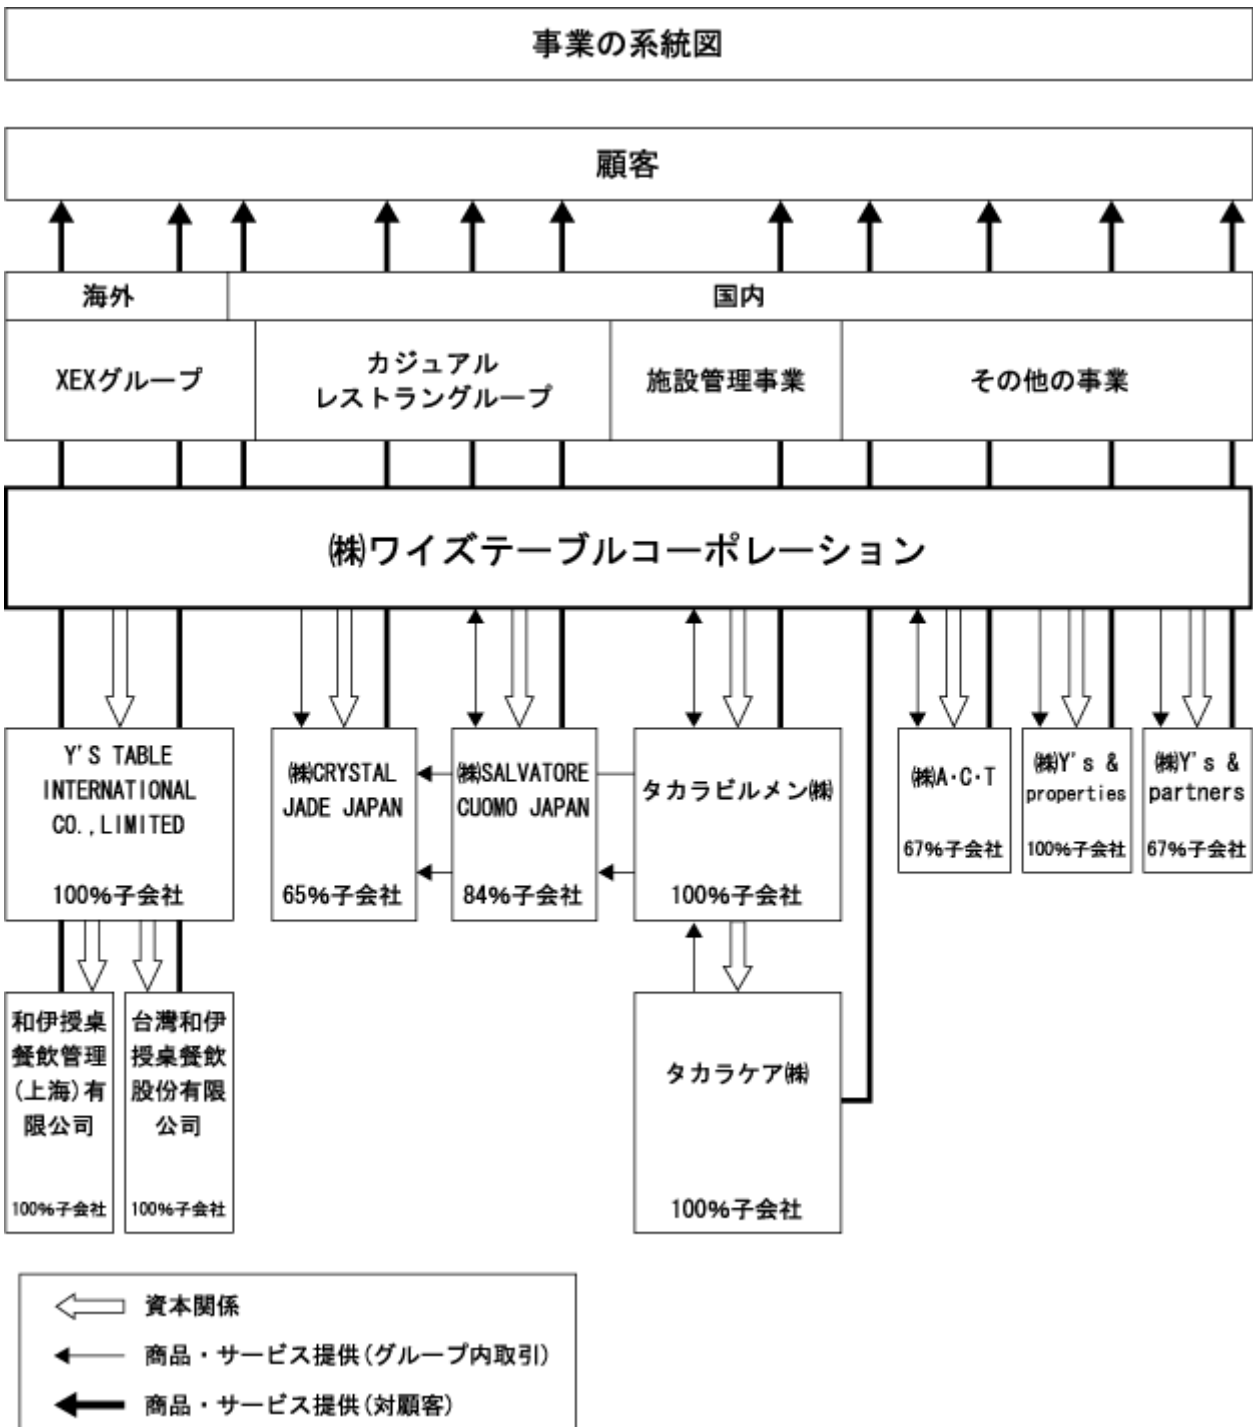 事業の系統図
顧客
海外
国内
XEXグループ
カジュアル
レストラングループ
施設管理事業
その他の事業
㈱ワイズテーブルコーポレーション
Y'S TABLE
INTERNATIONAL
CO.,LIMITED
100%子会社
㈱CRYSTAL
JADE JAPAN
65%子会社
㈱SALVATORE
CUOMO JAPAN
84%子会社
タカラビルメン㈱
100%子会社
㈱A・C・T
67%子会社
㈱Y's &
properties
100%子会社
㈱Y's &
partners
67%子会社
和伊授桌
餐飲管理
(上海)有
限公司
100%子会社
台灣和伊
授桌餐飲
股份有限
公司
100%子会社
タカラケア㈱
100%子会社
資本関係
商品・サービス提供(グループ内取引)
商品・サービス提供(対顧客)